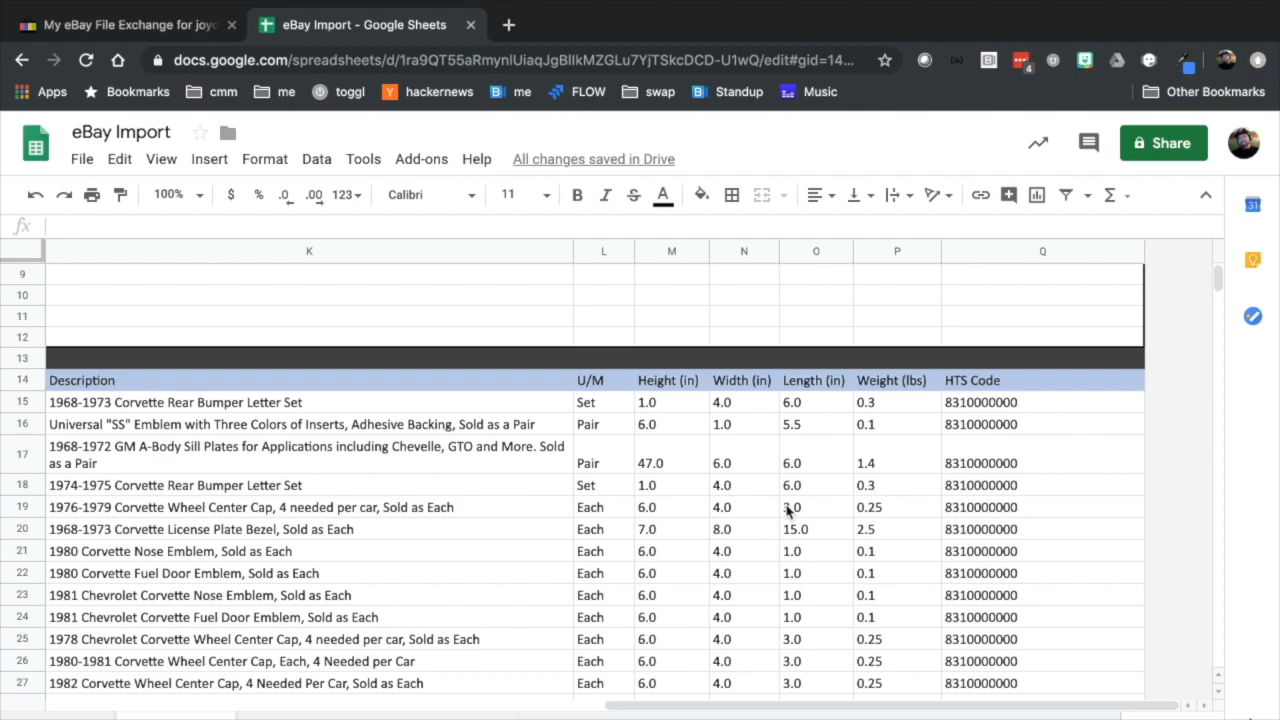 My eBay File Exchange for joyc
eBay Import - Google Sheets
docs.google.com/spreadsheets/d/1ra9QT55aRmynIUiaqJgBIIkMZGLu7YjTSkcDCD-U1wQ/edit#gid=14...
4
Apps Bookmarks cmm me toggl hackernews me FLOW swap Standup Music Other Bookmarks
eBay Import
Share
File Edit View Insert Format Data Tools Add-ons Help All changes saved in Drive
100% $ % .0 .00 123 Calibri 11 B I S A Σ
31
fx
K L M N O P Q
9
10
11
12
13
14 Description U/M Height (in) Width (in) Length (in) Weight (lbs) HTS Code
15 1968-1973 Corvette Rear Bumper Letter Set Set 1.0 4.0 6.0 0.3 8310000000
16 Universal "SS" Emblem with Three Colors of Inserts, Adhesive Backing, Sold as a Pair Pair 6.0 1.0 5.5 0.1 8310000000
1968-1972 GM A-Body Sill Plates for Applications including Chevelle, GTO and More. Sold
17 as a Pair Pair 47.0 6.0 6.0 1.4 8310000000
18 1974-1975 Corvette Rear Bumper Letter Set Set 1.0 4.0 6.0 0.3 8310000000
19 1976-1979 Corvette Wheel Center Cap, 4 needed per car, Sold as Each Each 6.0 4.0 3.0 0.25 8310000000
20 1968-1973 Corvette License Plate Bezel, Sold as Each Each 7.0 8.0 15.0 2.5 8310000000
21 1980 Corvette Nose Emblem, Sold as Each Each 6.0 4.0 1.0 0.1 8310000000
22 1980 Corvette Fuel Door Emblem, Sold as Each Each 6.0 4.0 1.0 0.1 8310000000
23 1981 Chevrolet Corvette Nose Emblem, Sold as Each Each 6.0 4.0 1.0 0.1 8310000000
24 1981 Chevrolet Corvette Fuel Door Emblem, Sold as Each Each 6.0 4.0 1.0 0.1 8310000000
25 1978 Chevrolet Corvette Wheel Center Cap, 4 needed per car, Sold as Each Each 6.0 4.0 3.0 0.25 8310000000
26 1980-1981 Corvette Wheel Center Cap, Each, 4 Needed per Car Each 6.0 4.0 3.0 0.25 8310000000
27 1982 Corvette Wheel Center Cap, 4 Needed Per Car, Sold as Each Each 6.0 4.0 3.0 0.25 8310000000